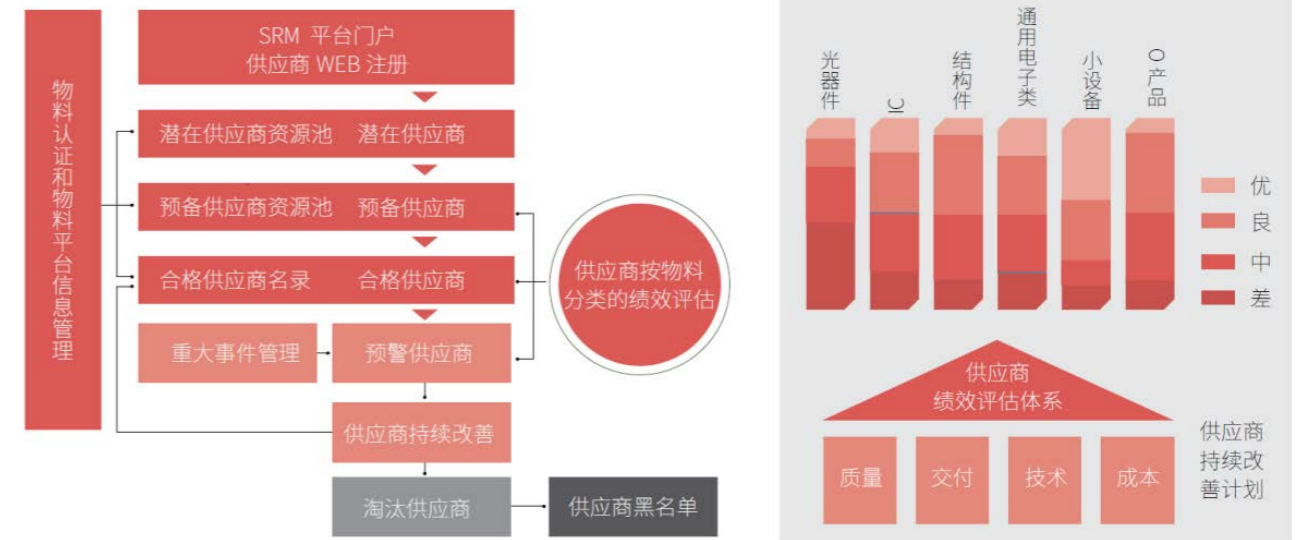 物料认证和物料平台信息管理
SRM 平台门户
供应商 WEB 注册
潜在供应商资源池 潜在供应商
预备供应商资源池 预备供应商
合格供应商名录 合格供应商
重大事件管理 预警供应商
供应商持续改善
淘汰供应商 供应商黑名单
供应商按物料
分类的绩效评估
光器件
IC
结构件
通用电子类
小设备
O产品
优
良
中
差
供应商
绩效评估体系
质量 交付 技术 成本
供应商
持续改
善计划